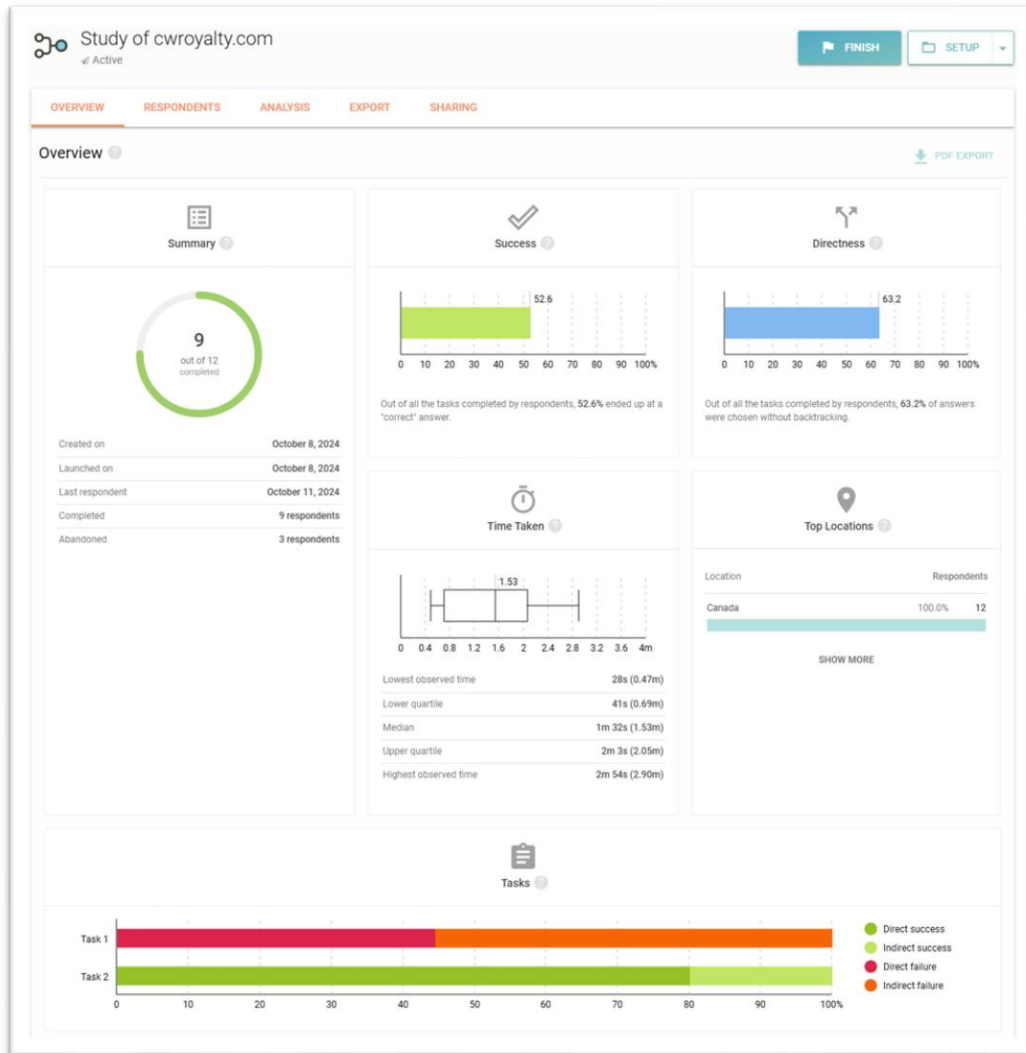 Study of cwroyalty.com
Active
FINISH
SETUP
OVERVIEW RESPONDENTS ANALYSIS EXPORT SHARING
Overview ?
PDF EXPORT
Summary ?
9
out of 12
completed
Created on October 8, 2024
Launched on October 8, 2024
Last respondent October 11, 2024
Completed 9 respondents
Abandoned 3 respondents
Success ?
52.6
0 10 20 30 40 50 60 70 80 90 100%
Out of all the tasks completed by respondents, 52.6% ended up at a
"correct" answer.
Directness ?
63.2
0 10 20 30 40 50 60 70 80 90 100%
Out of all the tasks completed by respondents, 63.2% of answers
were chosen without backtracking.
Time Taken ?
1.53
0 0.4 0.8 1.2 1.6 2 2.4 2.8 3.2 3.6 4m
Lowest observed time 28s (0.47m)
Lower quartile 41s (0.69m)
Median 1m 32s (1.53m)
Upper quartile 2m 3s (2.05m)
Highest observed time 2m 54s (2.90m)
Top Locations ?
Location Respondents
Canada 100.0% 12
SHOW MORE
Tasks ?
Task 1
Task 2
0 10 20 30 40 50 60 70 80 90 100%
Direct success
Indirect success
Direct failure
Indirect failure